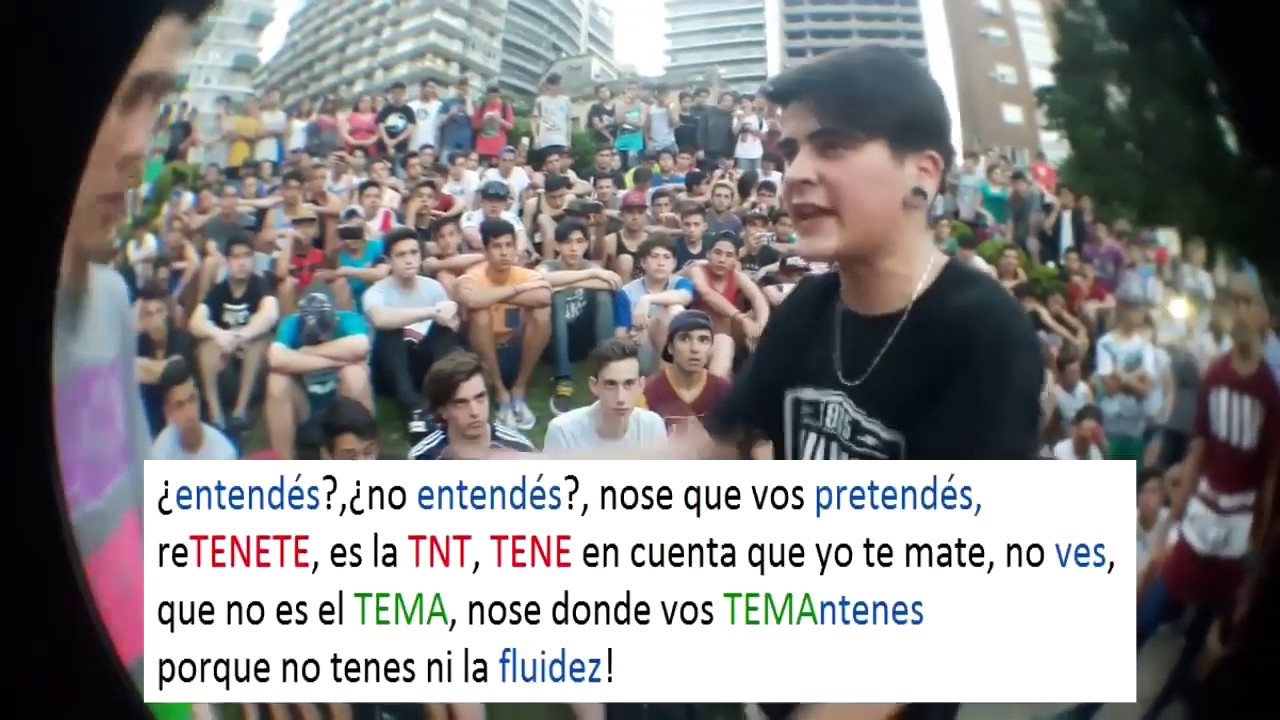 ¿entendés?,¿no entendés?, nose que vos pretendés,
reTENETE, es la TNT, TENE en cuenta que yo te mate, no ves,
que no es el TEMA, nose donde vos TEMAntenes
porque no tenes ni la fluidez!